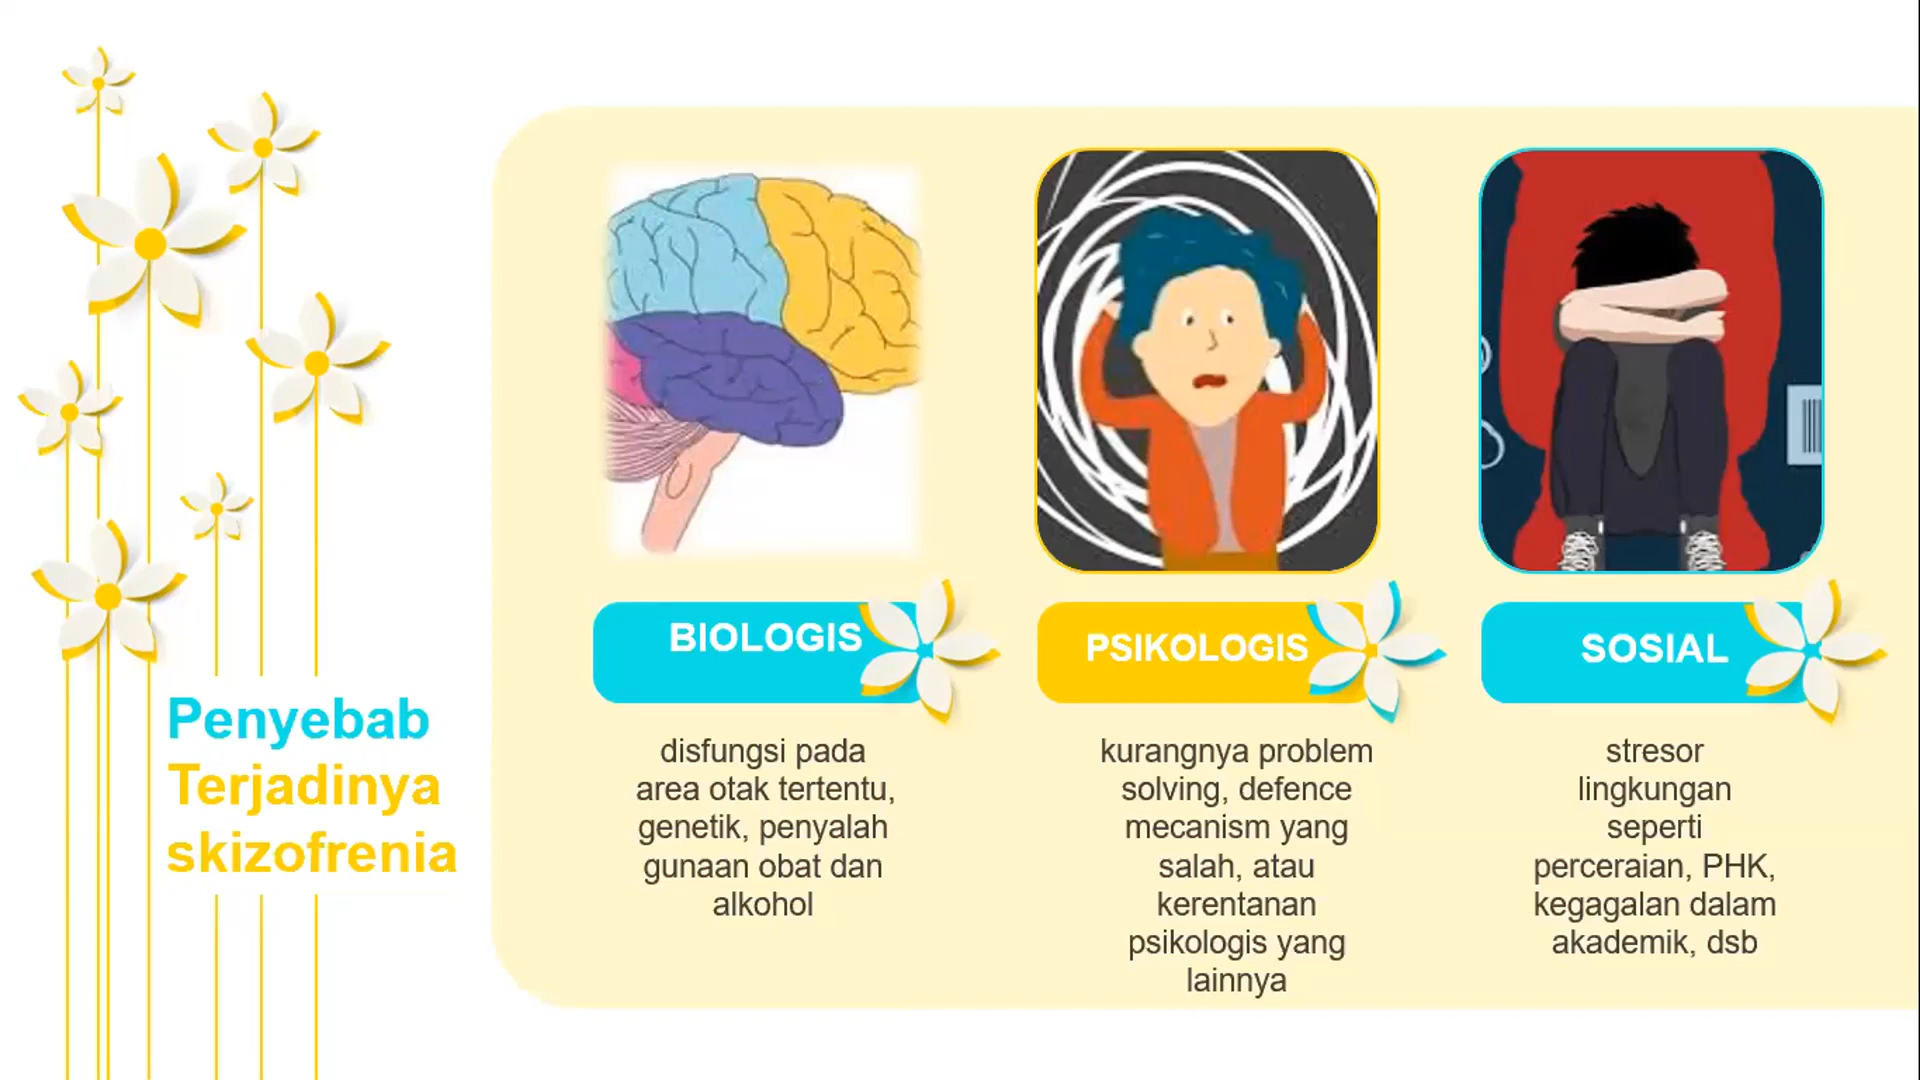 Penyebab
Terjadinya
skizofrenia
BIOLOGIS
disfungsi pada
area otak tertentu,
genetik, penyalah
gunaan obat dan
alkohol
PSIKOLOGIS
kurangnya problem
solving, defence
mecanism yang
salah, atau
kerentanan
psikologis yang
lainnya
SOSIAL
stresor
lingkungan
seperti
perceraian, PHK,
kegagalan dalam
akademik, dsb